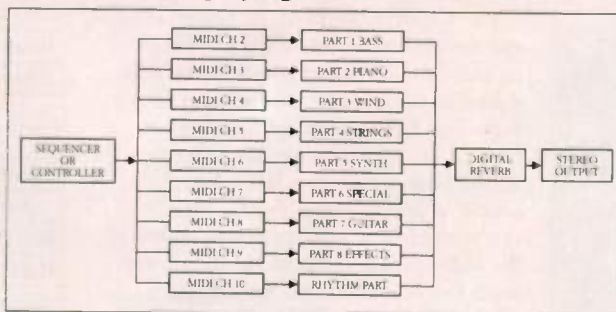 MIDI CH 2 PART 1 BASS
MIDI CH 3 PART 2 PIANO
MIDI CH 4 PART 3 WIND
MIDI CH 5 PART 4 STRINGS
SEQUENCER
OR
CONTROLLER
MIDI CH 6 PART 5 SYNTH
DIGITAL
REVERB
STEREO
OUTPUT
MIDI CH 7 PART 6 SPECIAL
MIDI CH 8 PART 7 GUITAR
MIDI CH 9 PART 8 EFFECTS
MIDI CH 10 RHYTHM PART